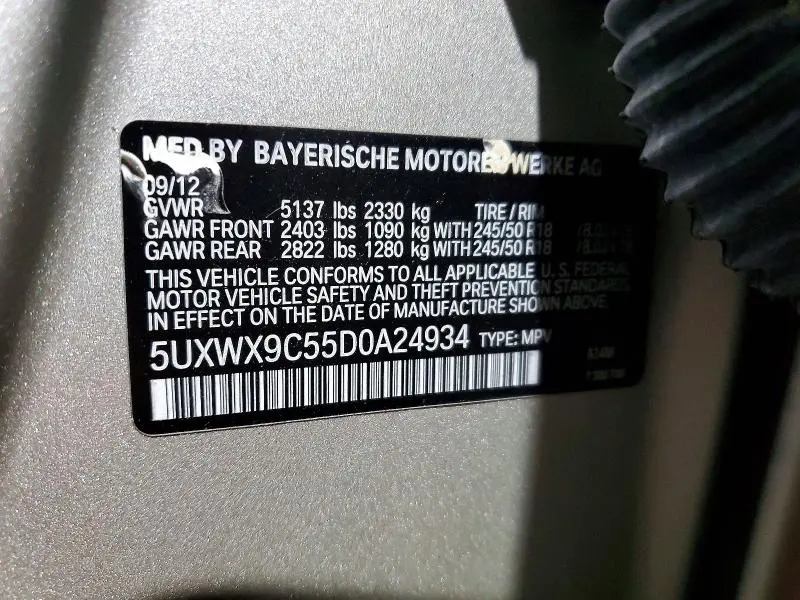 MFD BY BAYERISCHE MOTOREN WERKE AG
09/12
GVWR 5137 lbs 2330 kg TIRE / RIM
GAWR FRONT 2403 lbs 1090 kg WITH 245/50 R18
GAWR REAR 2822 lbs 1280 kg WITH 245/50 R18
THIS VEHICLE CONFORMS TO ALL APPLICABLE U. S. FEDERAL
MOTOR VEHICLE SAFETY AND THEFT PREVENTION STANDARDS
IN EFFECT ON THE DATE OF MANUFACTURE SHOWN ABOVE.
5UXWX9C55D0A24934 TYPE: MPV